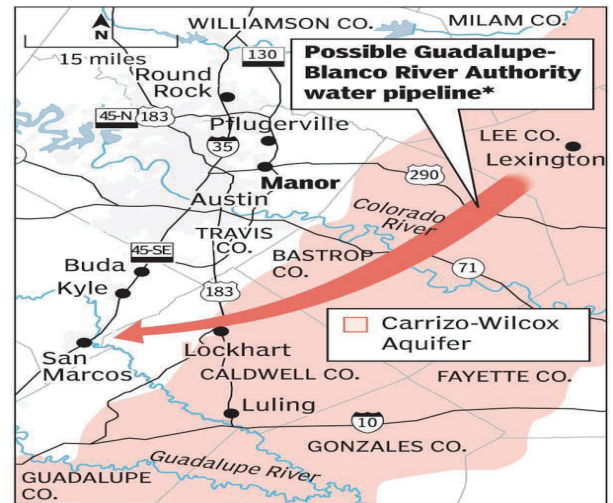 WILLIAMSON CO.
MILAM CO.
N
15 miles
130
Possible Guadalupe-
Blanco River Authority
water pipeline*
Round
Rock
45-N
183
Pflugerville
35
LEE CO.
Lexington
290
Manor
Austin
Colorado
River
TRAVIS
CO.
BASTROP
CO.
45-SE
Buda
71
Kyle
183
Carrizo-Wilcox
Aquifer
San
Marcos
Lockhart
CALDWELL CO.
FAYETTE CO.
Luling
10
GONZALES CO.
Guadalupe River
GUADALUPE
CO.